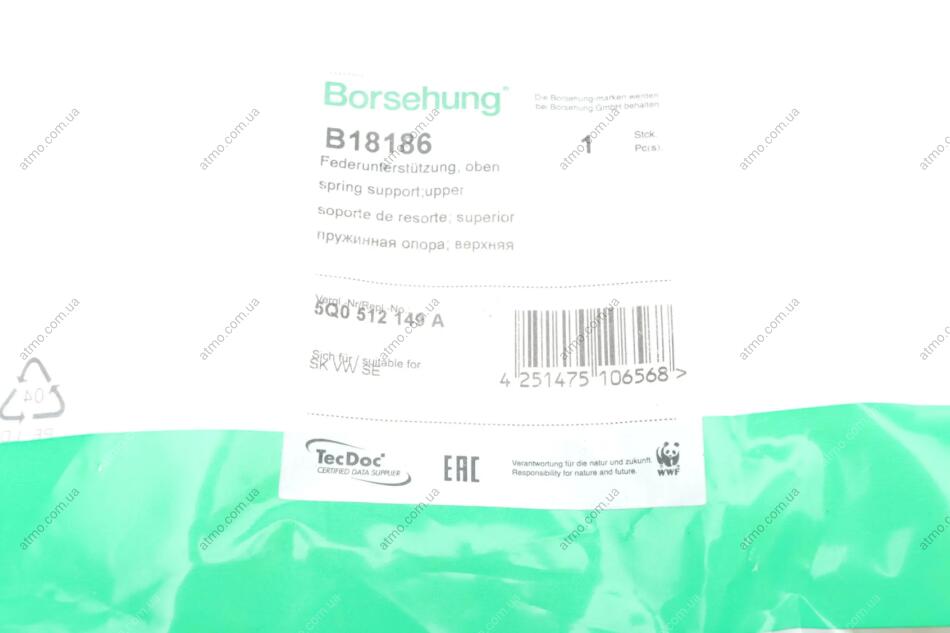 Borsehung®
Die Borsehung-marken werden
bei Borsehung GmbH behalten
B18186
1
Stck.
Pc(s).
Federunterstützung, oben
spring support;upper
soporte de resorte; superior
пружинная опора; верхняя
Vergl.-Nr/Repl.-No.:
5Q0 512 149 A
Sich für / suitable for
SK VW SE
4 251475 106568 >
04
PE-LD
TecDoc
CERTIFIED DATA SUPPLIER
EAC
Verantwortung für die natur und zukunft.
Responsibility for nature and future.
WWF
atmo.com.ua